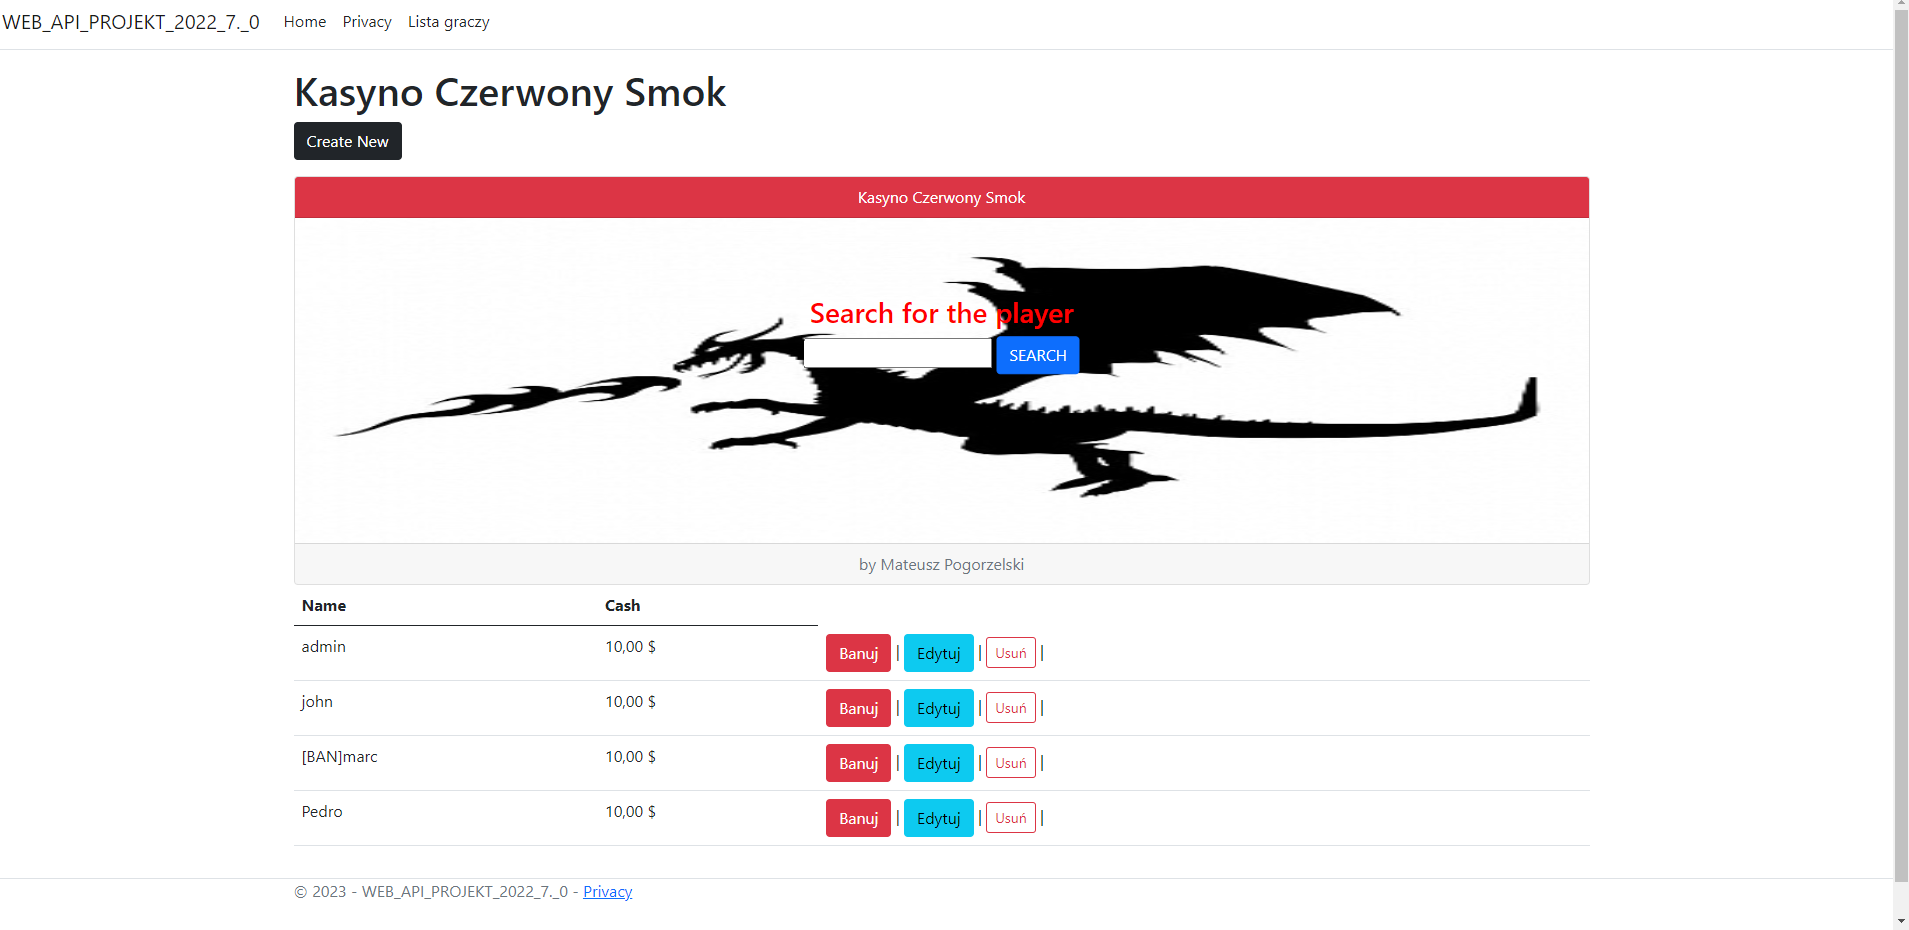 WEB_API_PROJEKT_2022_7._0 Home Privacy Lista graczy
Kasyno Czerwony Smok
Create New
Kasyno Czerwony Smok
Search for the player
SEARCH
by Mateusz Pogorzelski
Name Cash
admin 10,00 $ Banuj | Edytuj | Usuń |
john 10,00 $ Banuj | Edytuj | Usuń |
[BAN]marc 10,00 $ Banuj | Edytuj | Usuń |
Pedro 10,00 $ Banuj | Edytuj | Usuń |
© 2023 - WEB_API_PROJEKT_2022_7._0 - Privacy